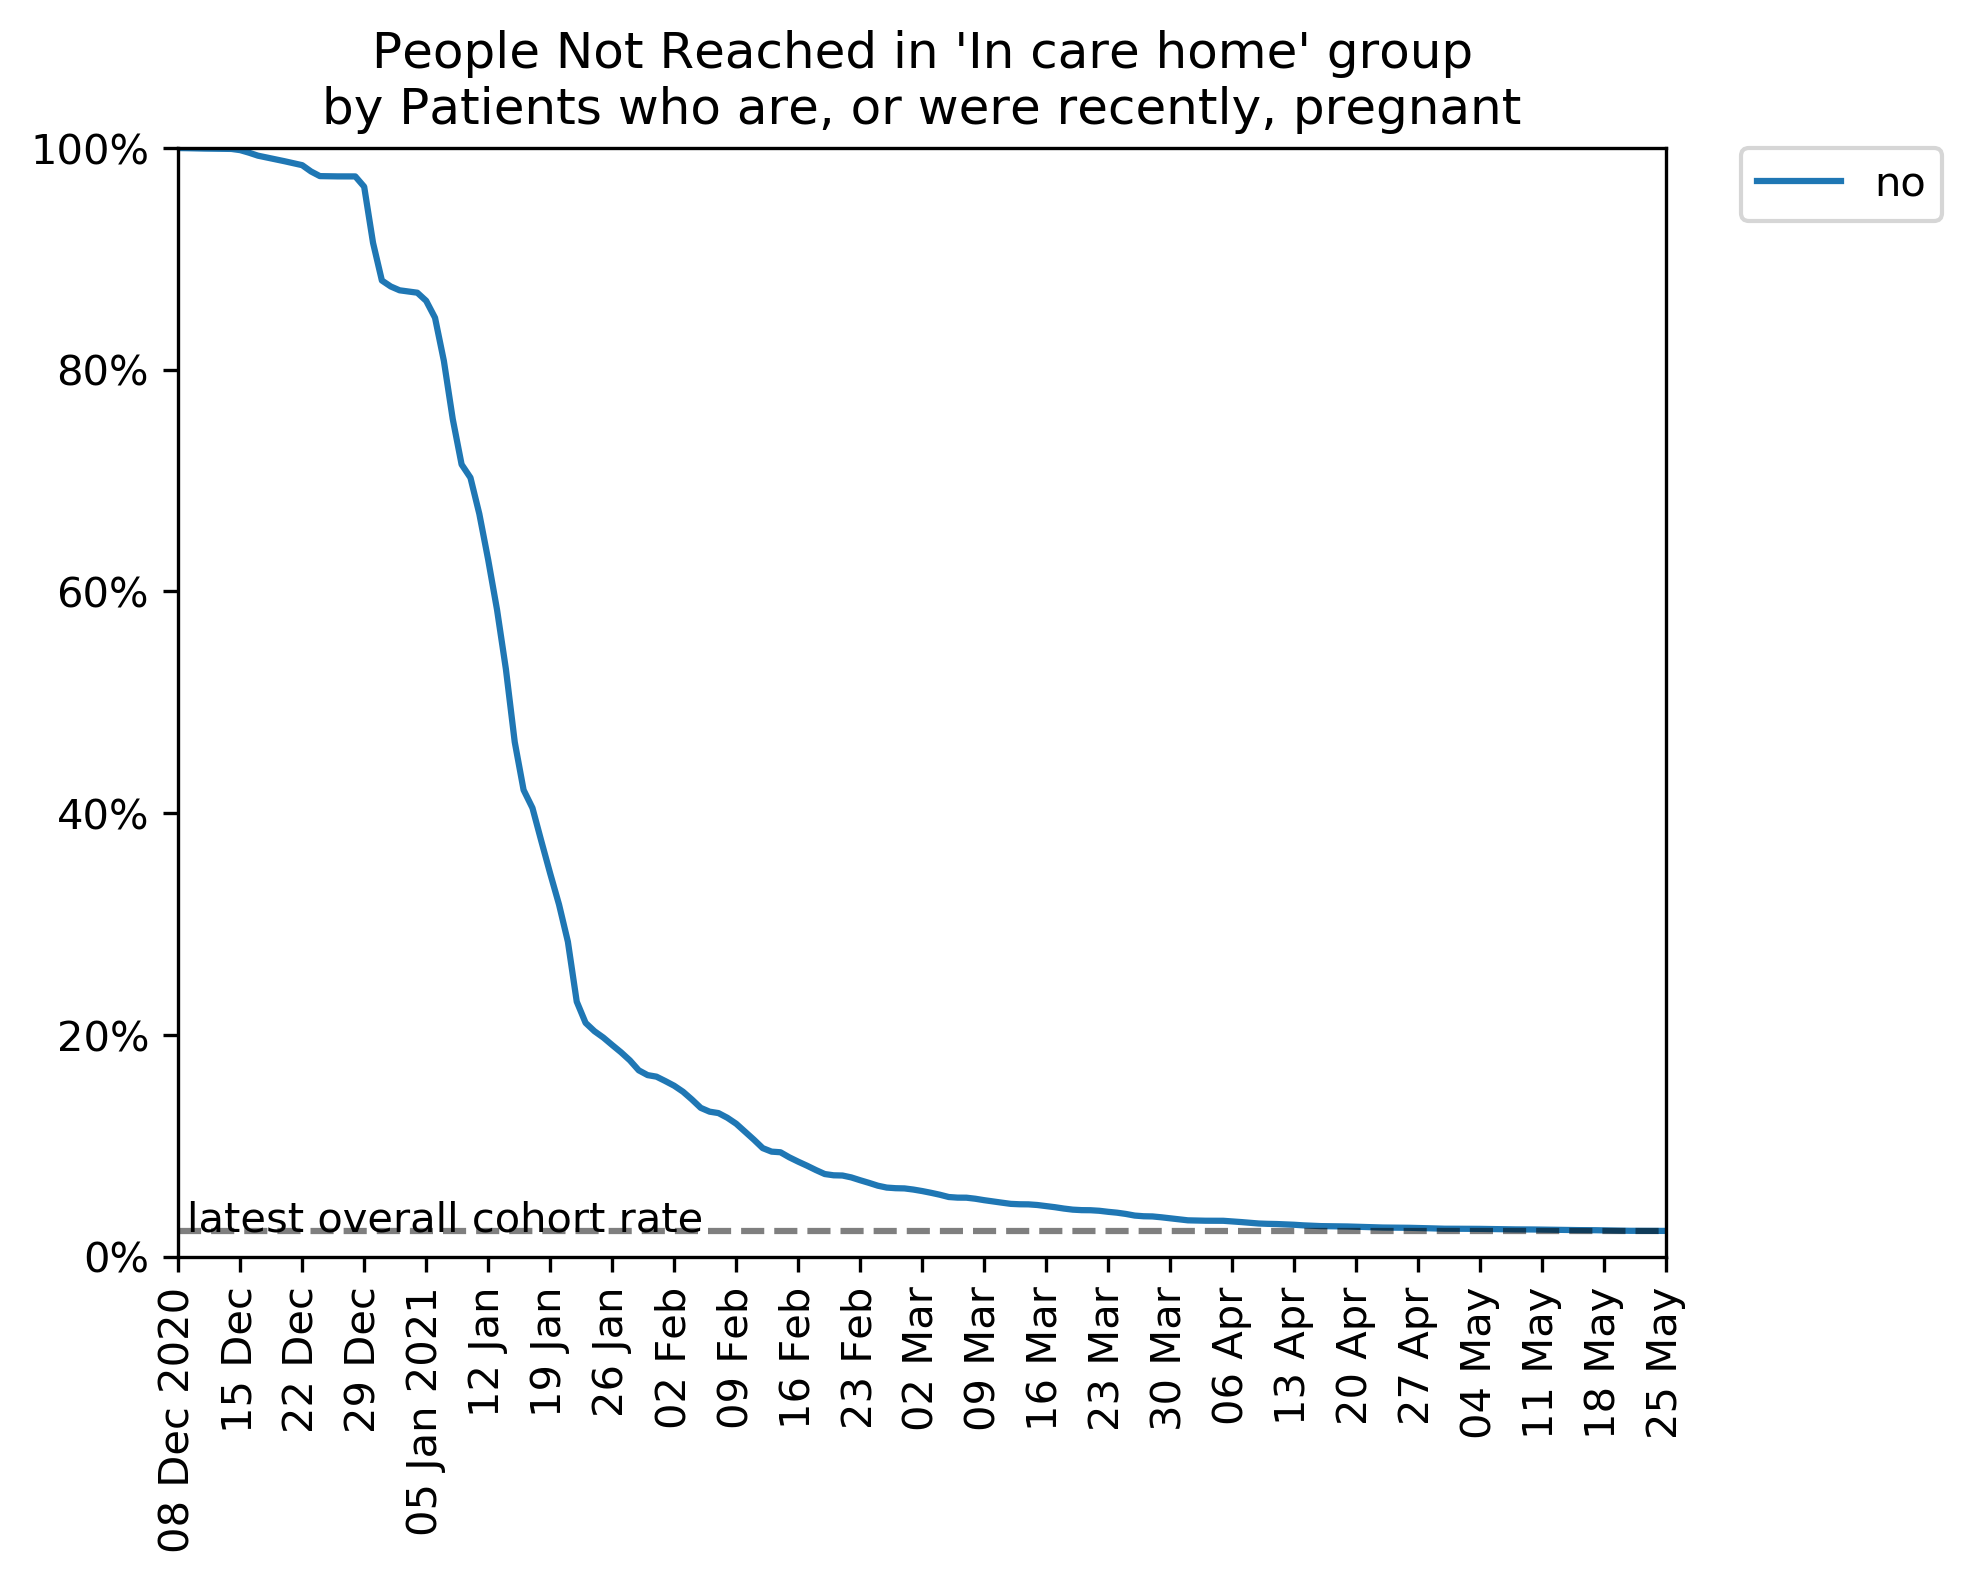 People Not Reached in 'In care home' group
by Patients who are, or were recently, pregnant
100%
80%
60%
40%
20%
0%
no
latest overall cohort rate
08 Dec 2020
15 Dec
22 Dec
29 Dec
05 Jan 2021
12 Jan
19 Jan
26 Jan
02 Feb
09 Feb
16 Feb
23 Feb
02 Mar
09 Mar
16 Mar
23 Mar
30 Mar
06 Apr
13 Apr
20 Apr
27 Apr
04 May
11 May
18 May
25 May